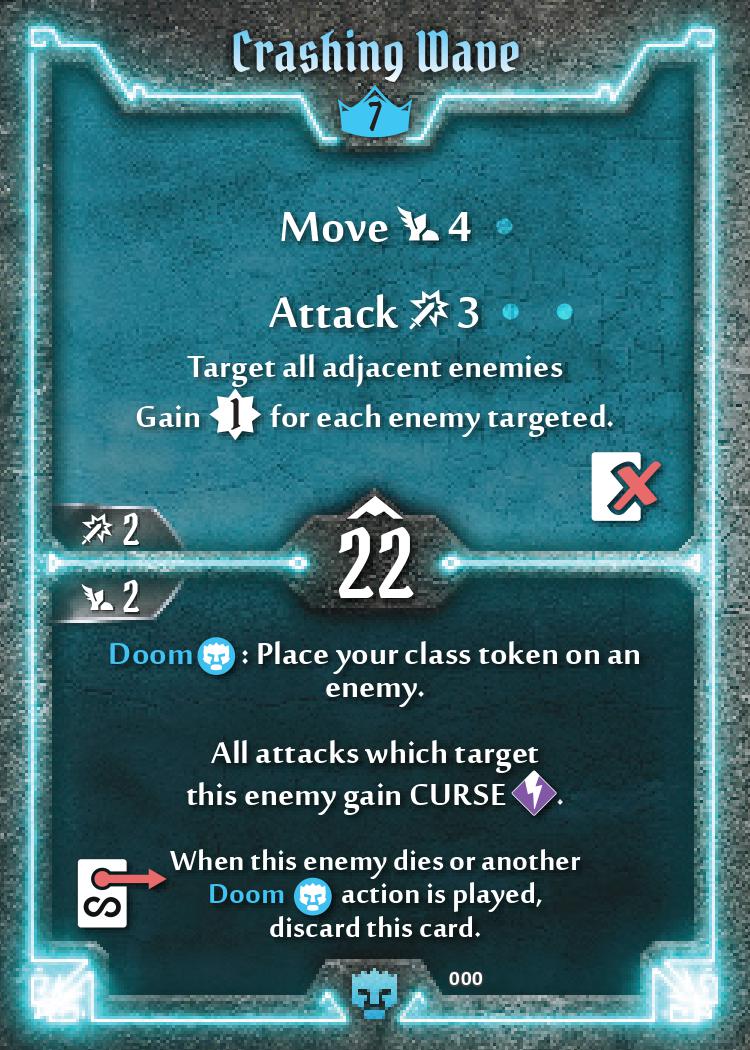 Crashing Wave
7
Move 4
Attack 3
Target all adjacent enemies
Gain 1 for each enemy targeted.
2
22
2
Doom : Place your class token on an
enemy.
All attacks which target
this enemy gain CURSE .
When this enemy dies or another
Doom action is played,
discard this card.
000